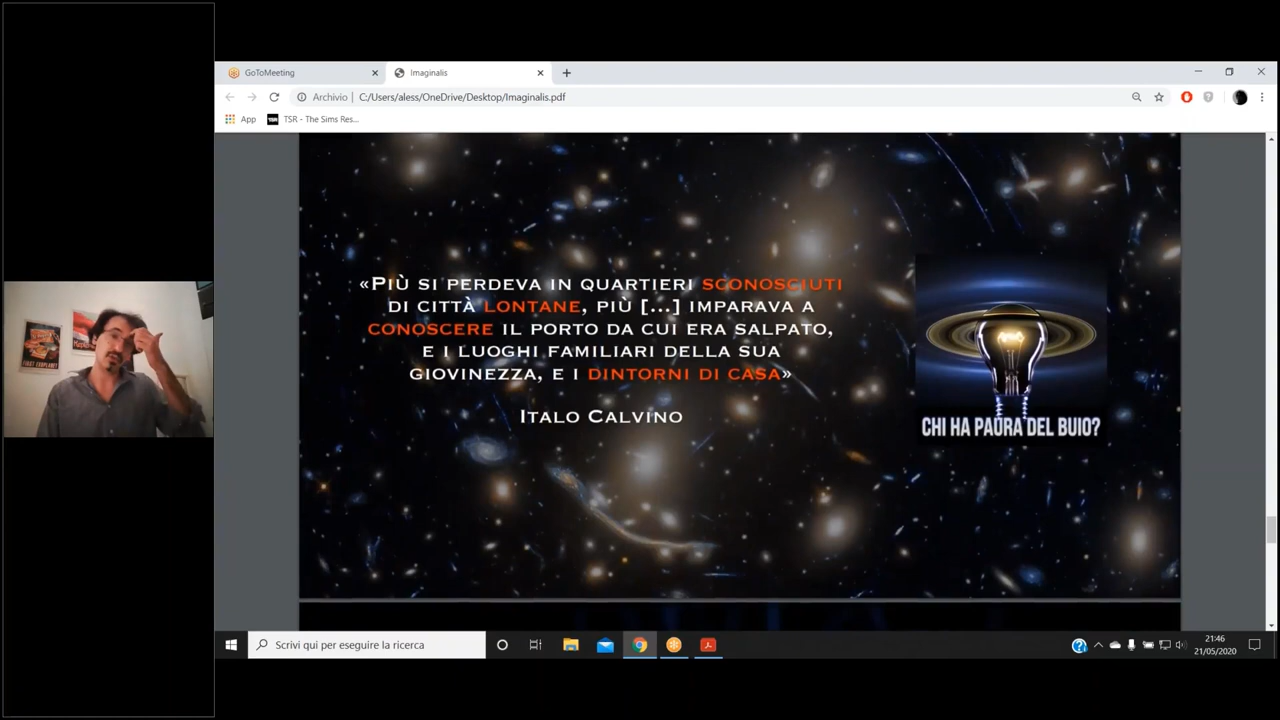 GoToMeeting
Imaginalis
Archivio
C:/Users/aless/OneDrive/Desktop/Imaginalis.pdf
App
TSR - The Sims Res...
«Più si perdeva in quartieri sconosciuti
di città lontane, più [...] imparava a
conoscere il porto da cui era salpato,
e i luoghi familiari della sua
giovinezza, e i dintorni di casa»
Italo Calvino
CHI HA PAURA DEL BUIO?
Scrivi qui per eseguire la ricerca
21:46
21/05/2020